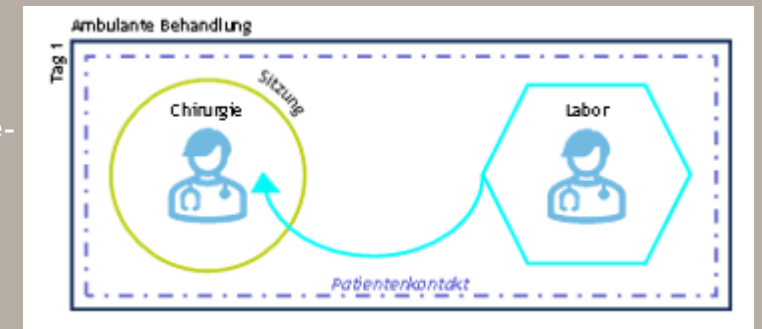 Ambulante Behandlung
Tag 1
Sitzung
Chirurgie
Labor
Patientenkontakt